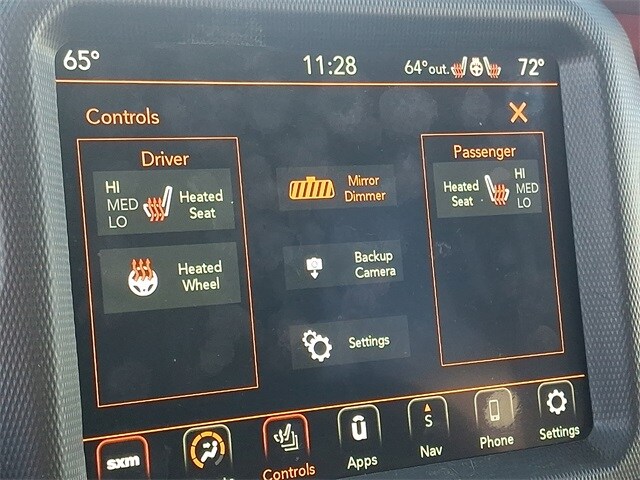 65° 11:28 64°out. 72°
Controls
Driver
HI
MED
LO
Heated
Seat
Heated
Wheel
Mirror
Dimmer
Backup
Camera
Settings
Passenger
Heated
Seat
HI
MED
LO
sxm
Controls
Apps
S
Nav
Phone
Settings